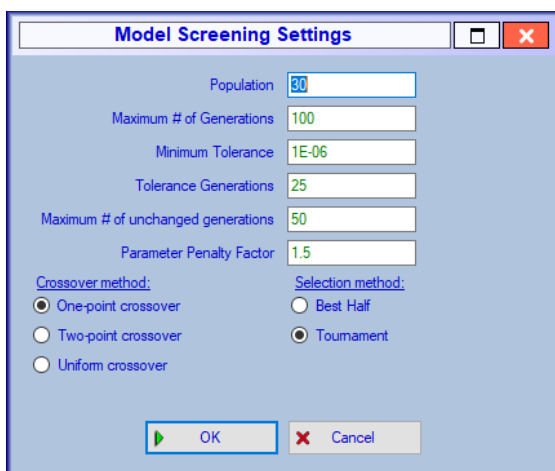 Model Screening Settings
Population 30
Maximum # of Generations 100
Minimum Tolerance 1E-06
Tolerance Generations 25
Maximum # of unchanged generations 50
Parameter Penalty Factor 1.5
Crossover method: Selection method:
One-point crossover Best Half
Two-point crossover Tournament
Uniform crossover
OK Cancel